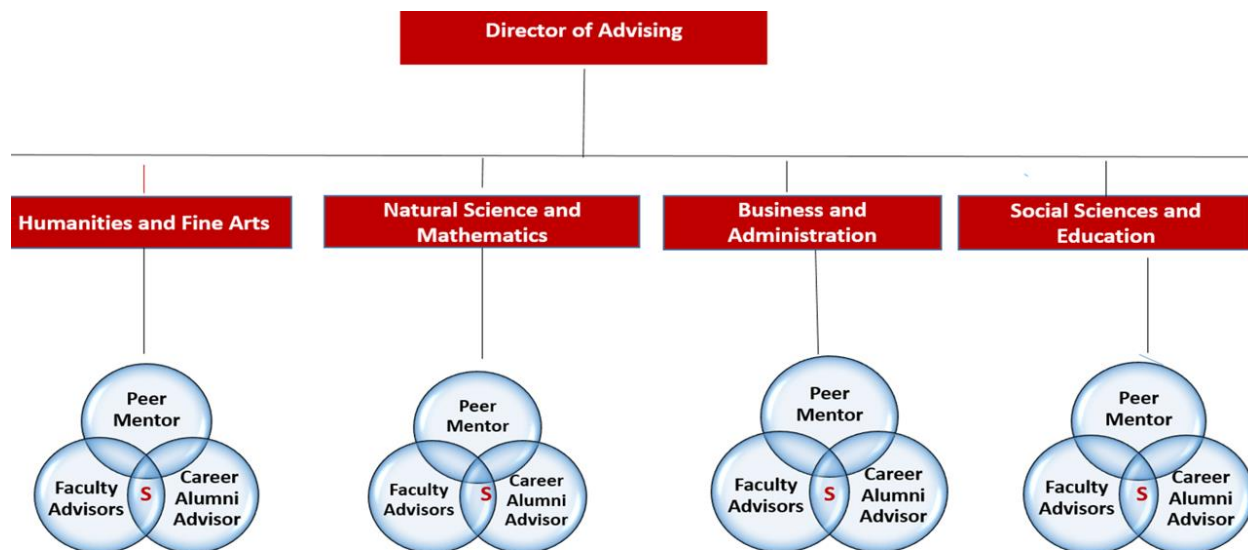 Director of Advising
Humanities and Fine Arts
Natural Science and
Mathematics
Business and
Administration
Social Sciences and
Education
Peer
Mentor
Faculty
Advisors
S
Career
Alumni
Advisor
Peer
Mentor
Faculty
Advisors
S
Career
Alumni
Advisor
Peer
Mentor
Faculty
Advisors
S
Career
Alumni
Advisor
Peer
Mentor
Faculty
Advisors
S
Career
Alumni
Advisor